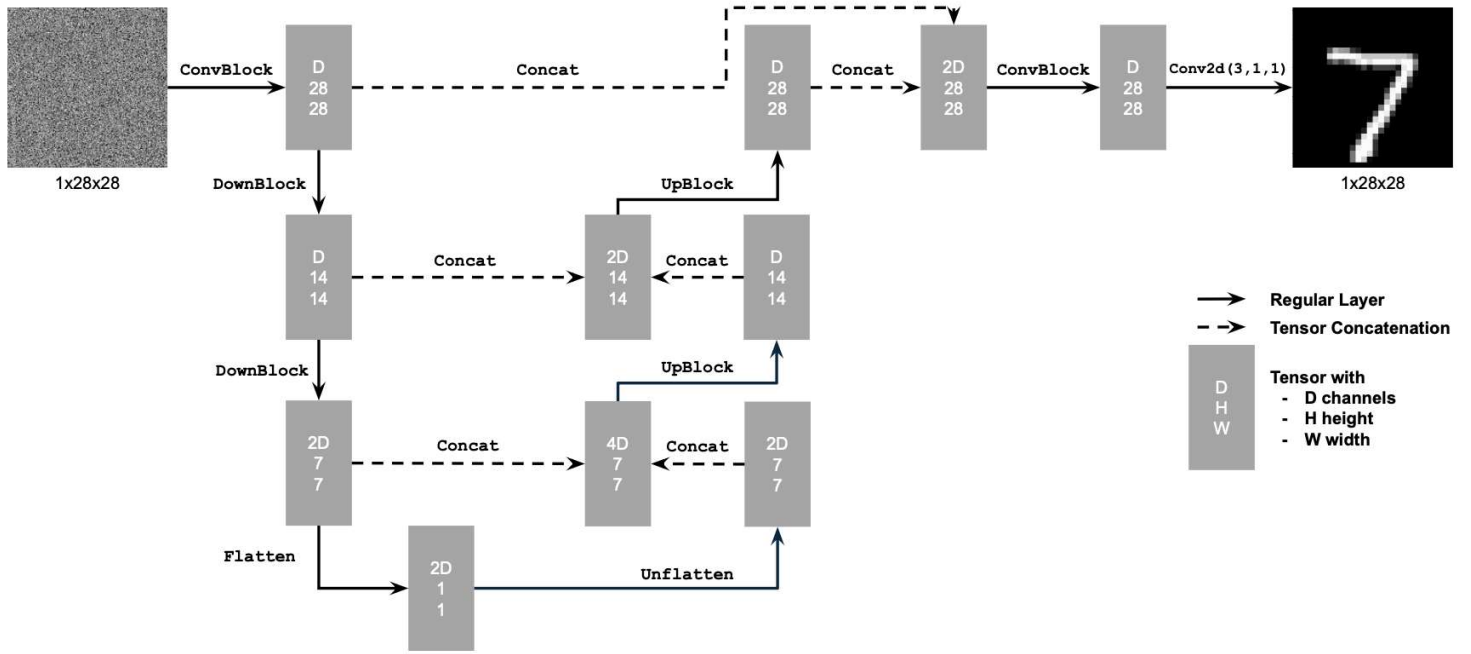 ConvBlock
D
28
28
Concat
D
28
28
Concat
2D
28
28
ConvBlock
D
28
28
Conv2d(3,1,1)
1x28x28
1x28x28
DownBlock
UpBlock
D
14
14
Concat
2D
14
14
Concat
D
14
14
DownBlock
UpBlock
2D
7
7
Concat
4D
7
7
Concat
2D
7
7
Flatten
2D
1
1
Unflatten
Regular Layer
Tensor Concatenation
D
H
W
Tensor with
- D channels
- H height
- W width